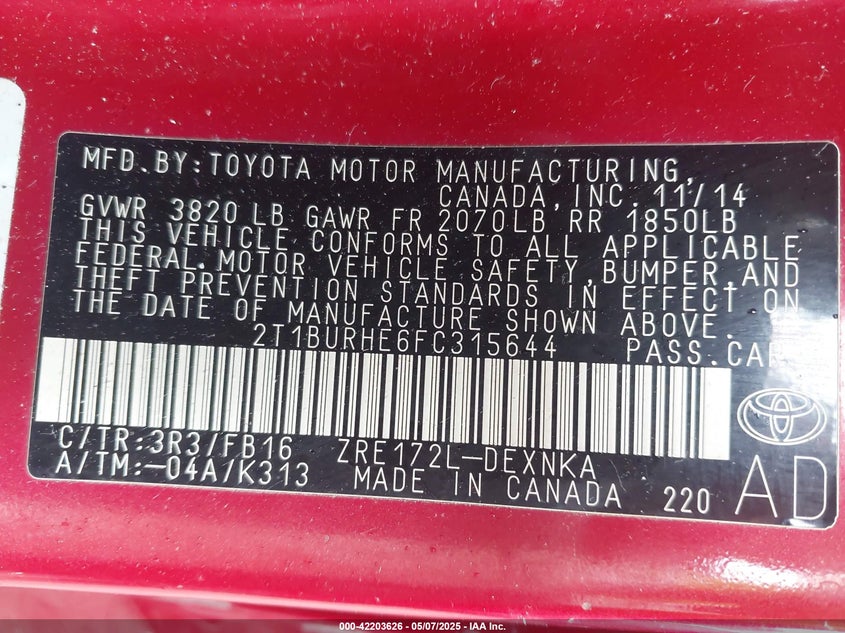 MFD.BY:TOYOTA MOTOR MANUFACTURING,
CANADA,INC. 11/14
GVWR 3820 LB GAWR FR 2070LB RR 1850LB
THIS VEHICLE CONFORMS TO ALL APPLICABLE
FEDERAL MOTOR VEHICLE SAFETY,BUMPER,AND
THEFT PREVENTION STANDARDS IN EFFECT ON
THE DATE OF MANUFACTURE SHOWN ABOVE.
2T1BURHE6FC315644 PASS.CAR
C/TR:3R3/FB16 ZRE172L-DEXNKA
A/TM:-04A/K313 MADE IN CANADA 220 AD
000-42203626 - 05/07/2025 - IAA Inc.